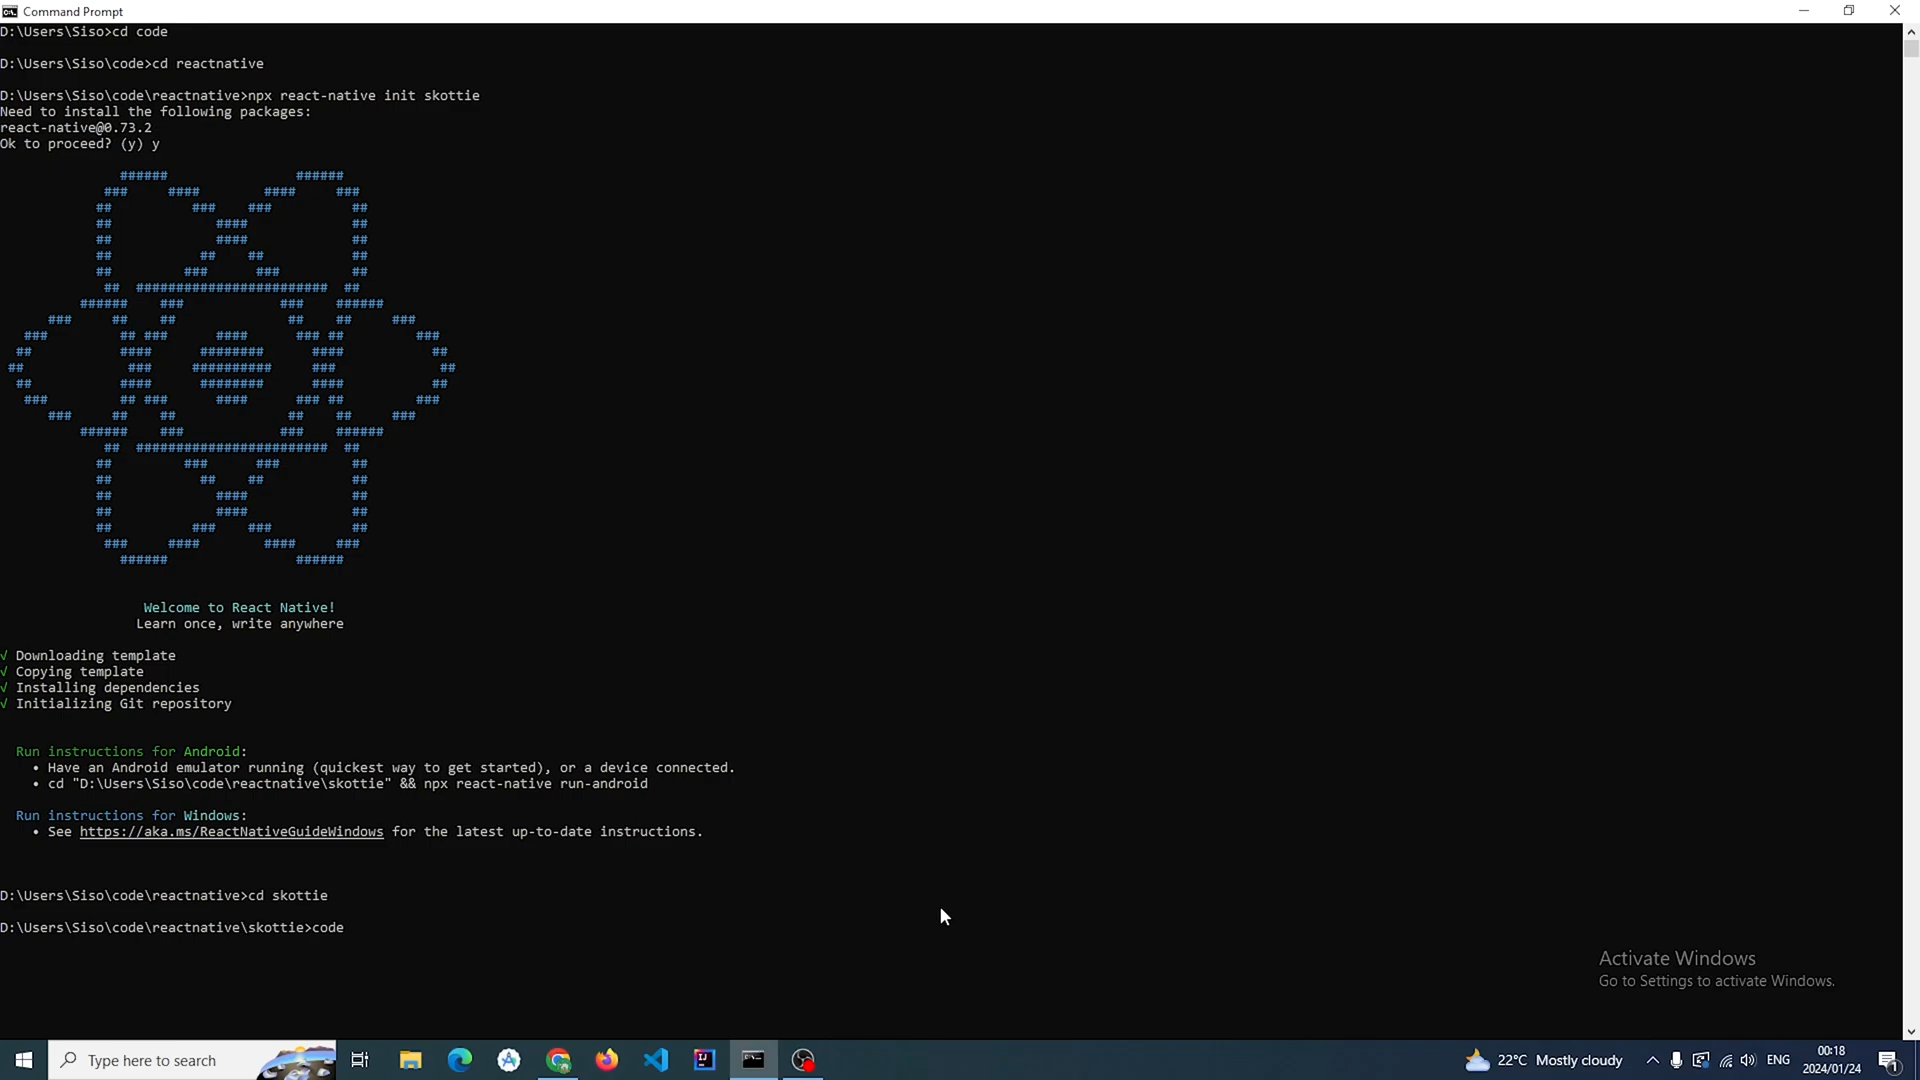 Command Prompt
D:\Users\Siso>cd code
D:\Users\Siso\code>cd reactnative
D:\Users\Siso\code\reactnative>npx react-native init skottie
Need to install the following packages:
react-native@0.73.2
Ok to proceed? (y) y
Welcome to React Native!
Learn once, write anywhere
√ Downloading template
√ Copying template
√ Installing dependencies
√ Initializing Git repository
Run instructions for Android:
• Have an Android emulator running (quickest way to get started), or a device connected.
• cd "D:\Users\Siso\code\reactnative\skottie" && npx react-native run-android
Run instructions for Windows:
• See https://aka.ms/ReactNativeGuideWindows for the latest up-to-date instructions.
D:\Users\Siso\code\reactnative>cd skottie
D:\Users\Siso\code\reactnative\skottie>code
Activate Windows
Go to Settings to activate Windows.
Type here to search
22°C Mostly cloudy
ENG
00:18
2024/01/24
1